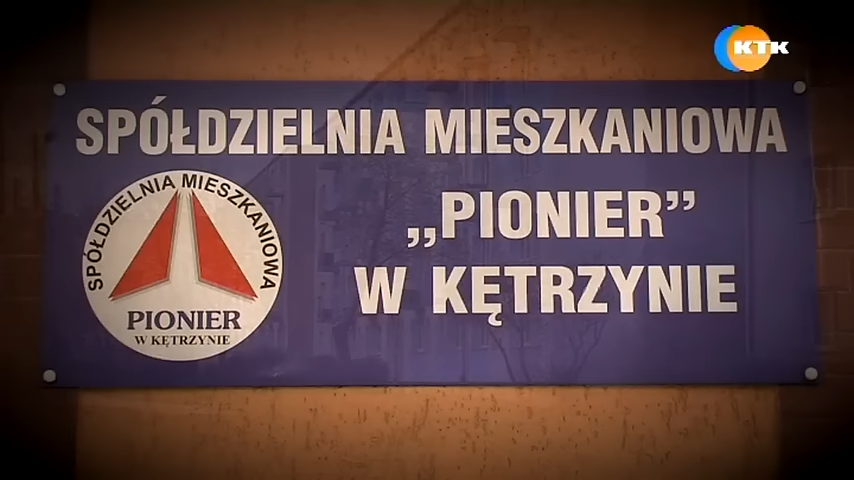 KTK
SPÓŁDZIELNIA MIESZKANIOWA
„PIONIER”
W KĘTRZYNIE
SPÓŁDZIELNIA MIESZKANIOWA
PIONIER
W KĘTRZYNIE